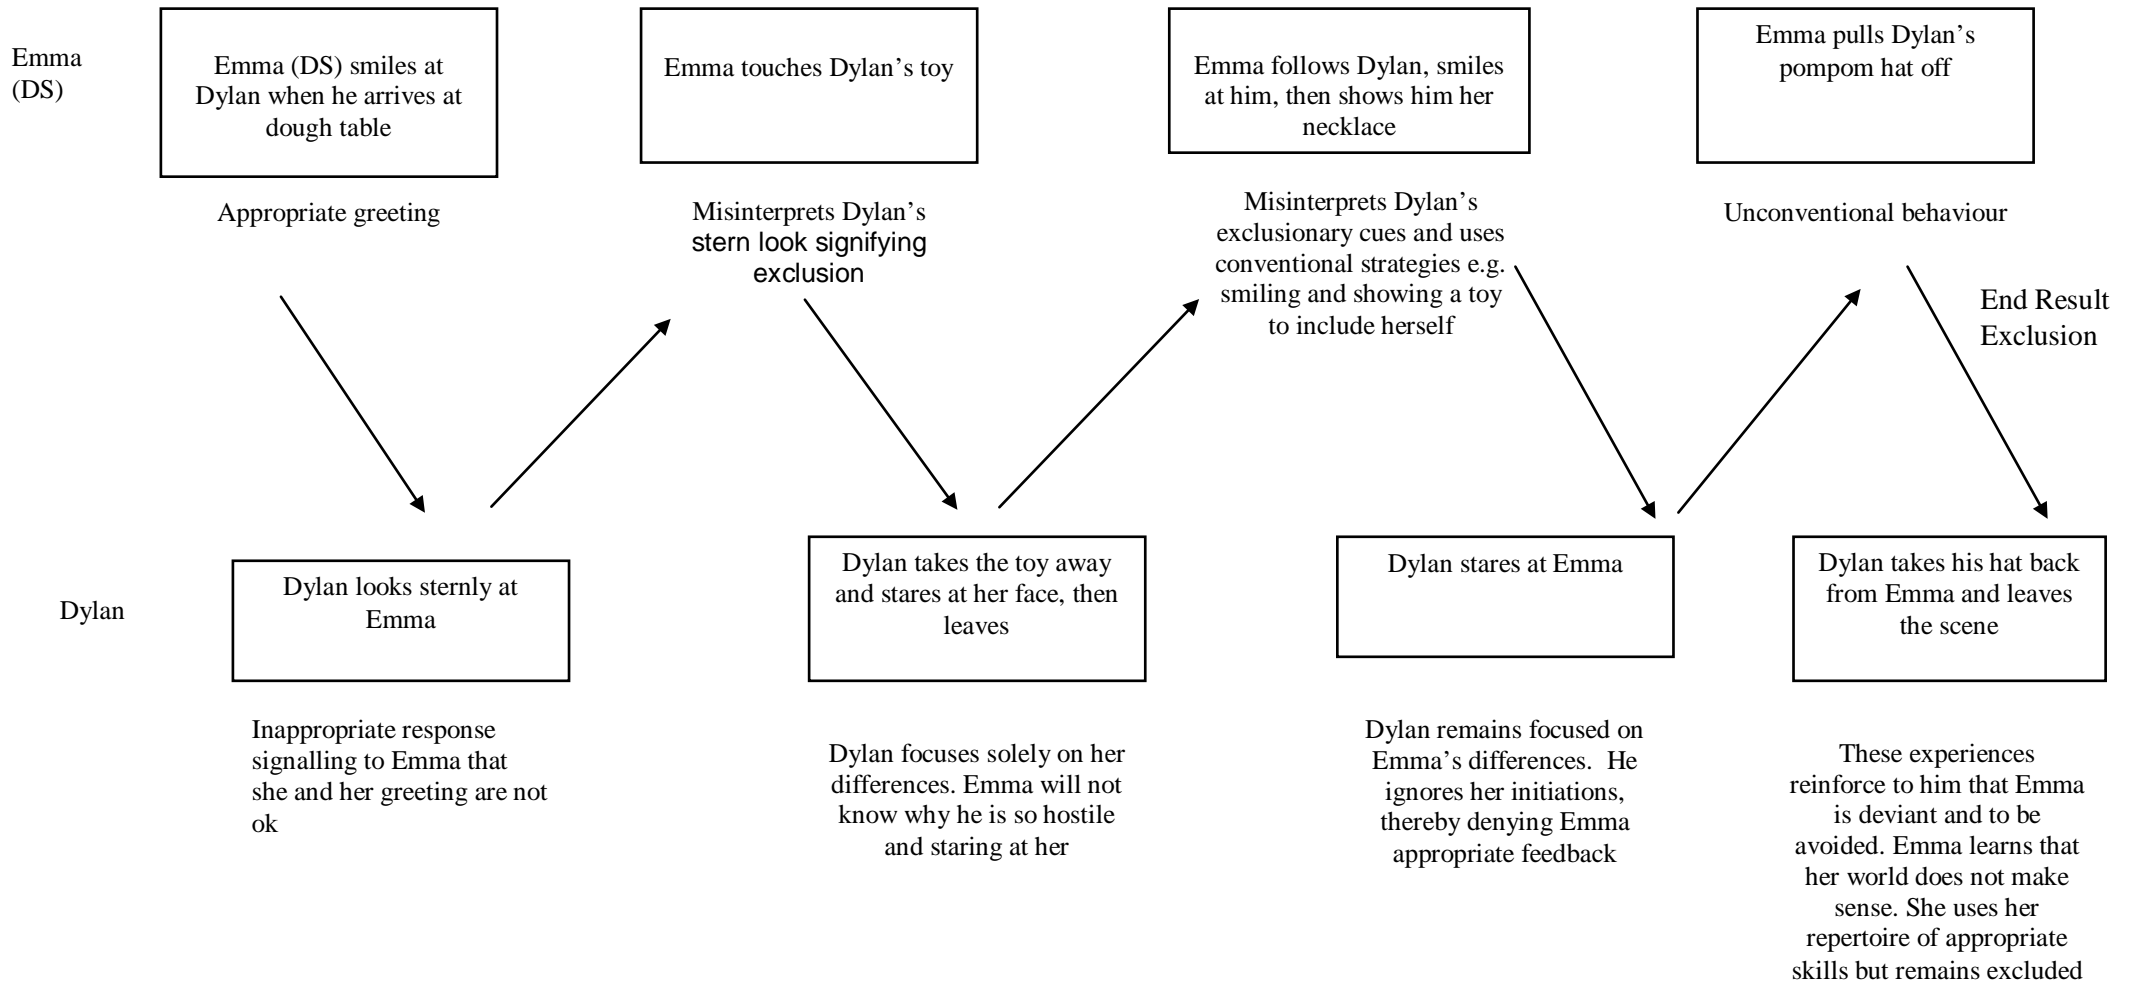 Emma
(DS)
Emma (DS) smiles at
Dylan when he arrives at
dough table
Appropriate greeting
Emma touches Dylan’s toy
Misinterprets Dylan’s
stern look signifying
exclusion
Emma follows Dylan, smiles
at him, then shows him her
necklace
Misinterprets Dylan’s
exclusionary cues and uses
conventional strategies e.g.
smiling and showing a toy
to include herself
Emma pulls Dylan’s
pompom hat off
Unconventional behaviour
End Result
Exclusion
Dylan
Dylan looks sternly at
Emma
Inappropriate response
signalling to Emma that
she and her greeting are not
ok
Dylan takes the toy away
and stares at her face, then
leaves
Dylan focuses solely on her
differences. Emma will not
know why he is so hostile
and staring at her
Dylan stares at Emma
Dylan remains focused on
Emma’s differences.  He
ignores her initiations,
thereby denying Emma
appropriate feedback
Dylan takes his hat back
from Emma and leaves
the scene
These experiences
reinforce to him that Emma
is deviant and to be
avoided. Emma learns that
her world does not make
sense. She uses her
repertoire of appropriate
skills but remains excluded